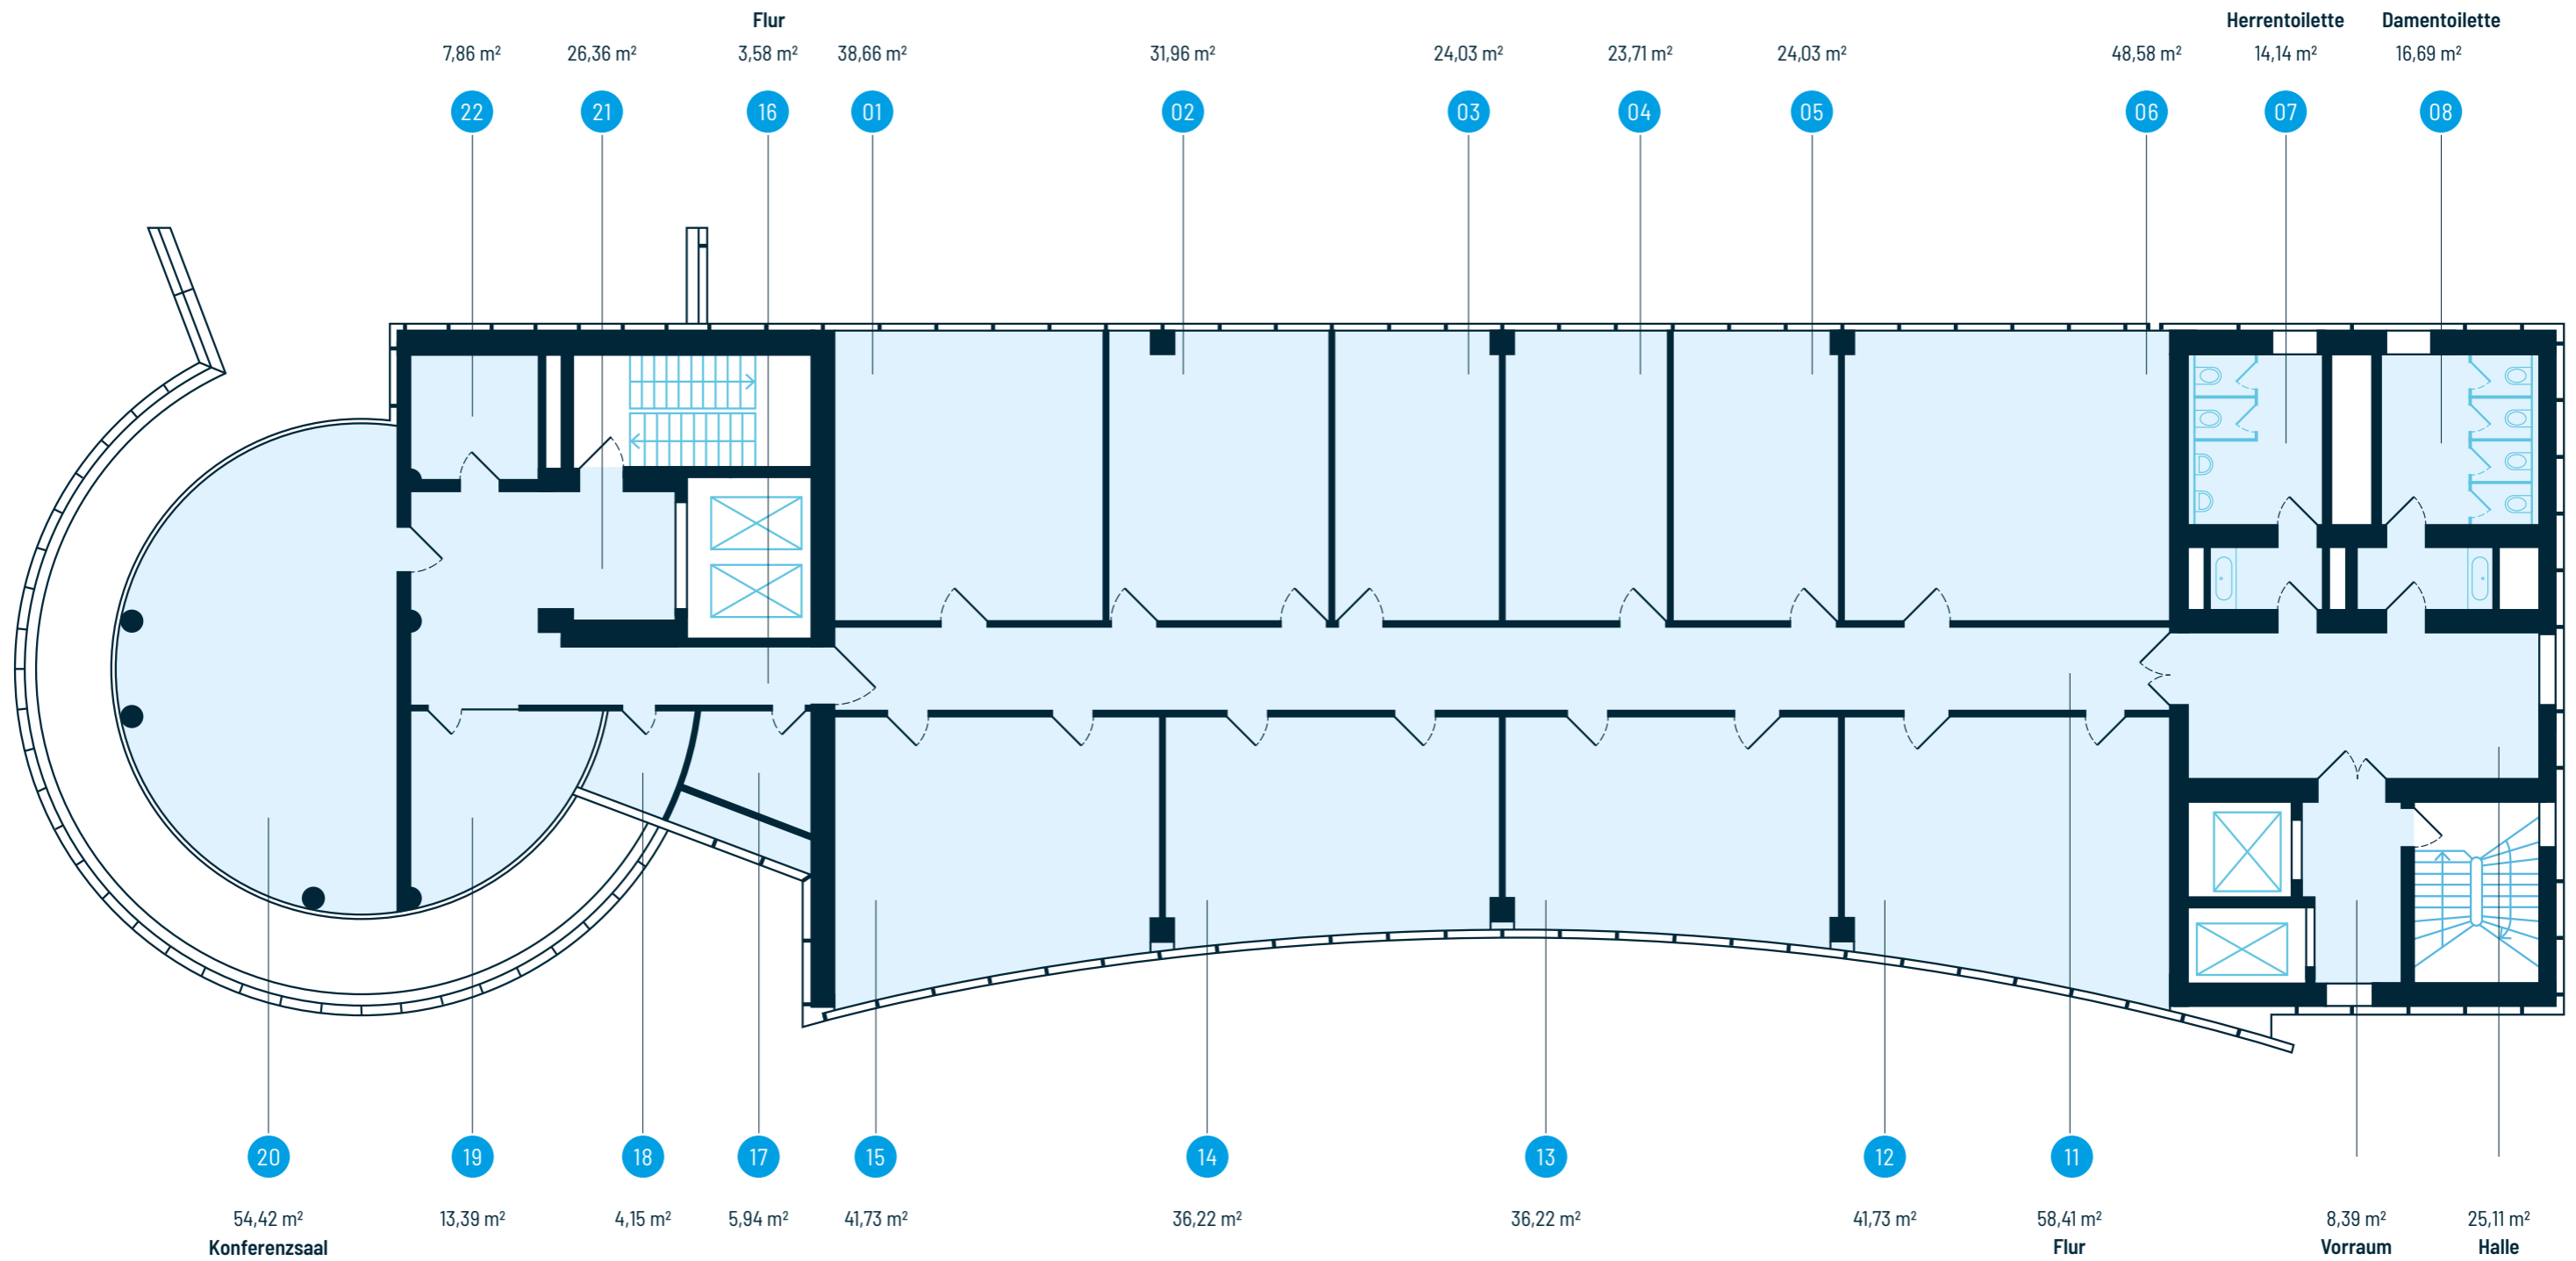 Flur Herrentoilette Damentoilette
7,86 m² 26,36 m² 3,58 m² 38,66 m² 31,96 m² 24,03 m² 23,71 m² 24,03 m² 48,58 m² 14,14 m² 16,69 m²
22 21 16 01 02 03 04 05 06 07 08
20 19 18 17 15 14 13 12 11
54,42 m² 13,39 m² 4,15 m² 5,94 m² 41,73 m² 36,22 m² 36,22 m² 41,73 m² 58,41 m² 8,39 m² 25,11 m²
Konferenzsaal Flur Vorraum Halle